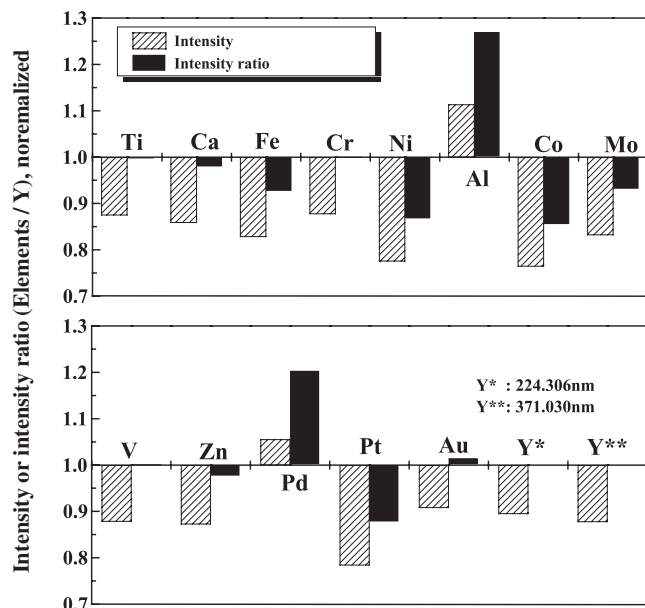 Intensity or intensity ratio (Elements / Y), noremalized
1.3
1.2
1.1
1.0
0.9
0.8
0.7
Intensity
Intensity ratio
Ti Ca Fe Cr Ni Al Co Mo
1.3
1.2
1.1
1.0
0.9
0.8
0.7
Y* : 224.306nm
Y**: 371.030nm
V Zn Pd Pt Au Y* Y**